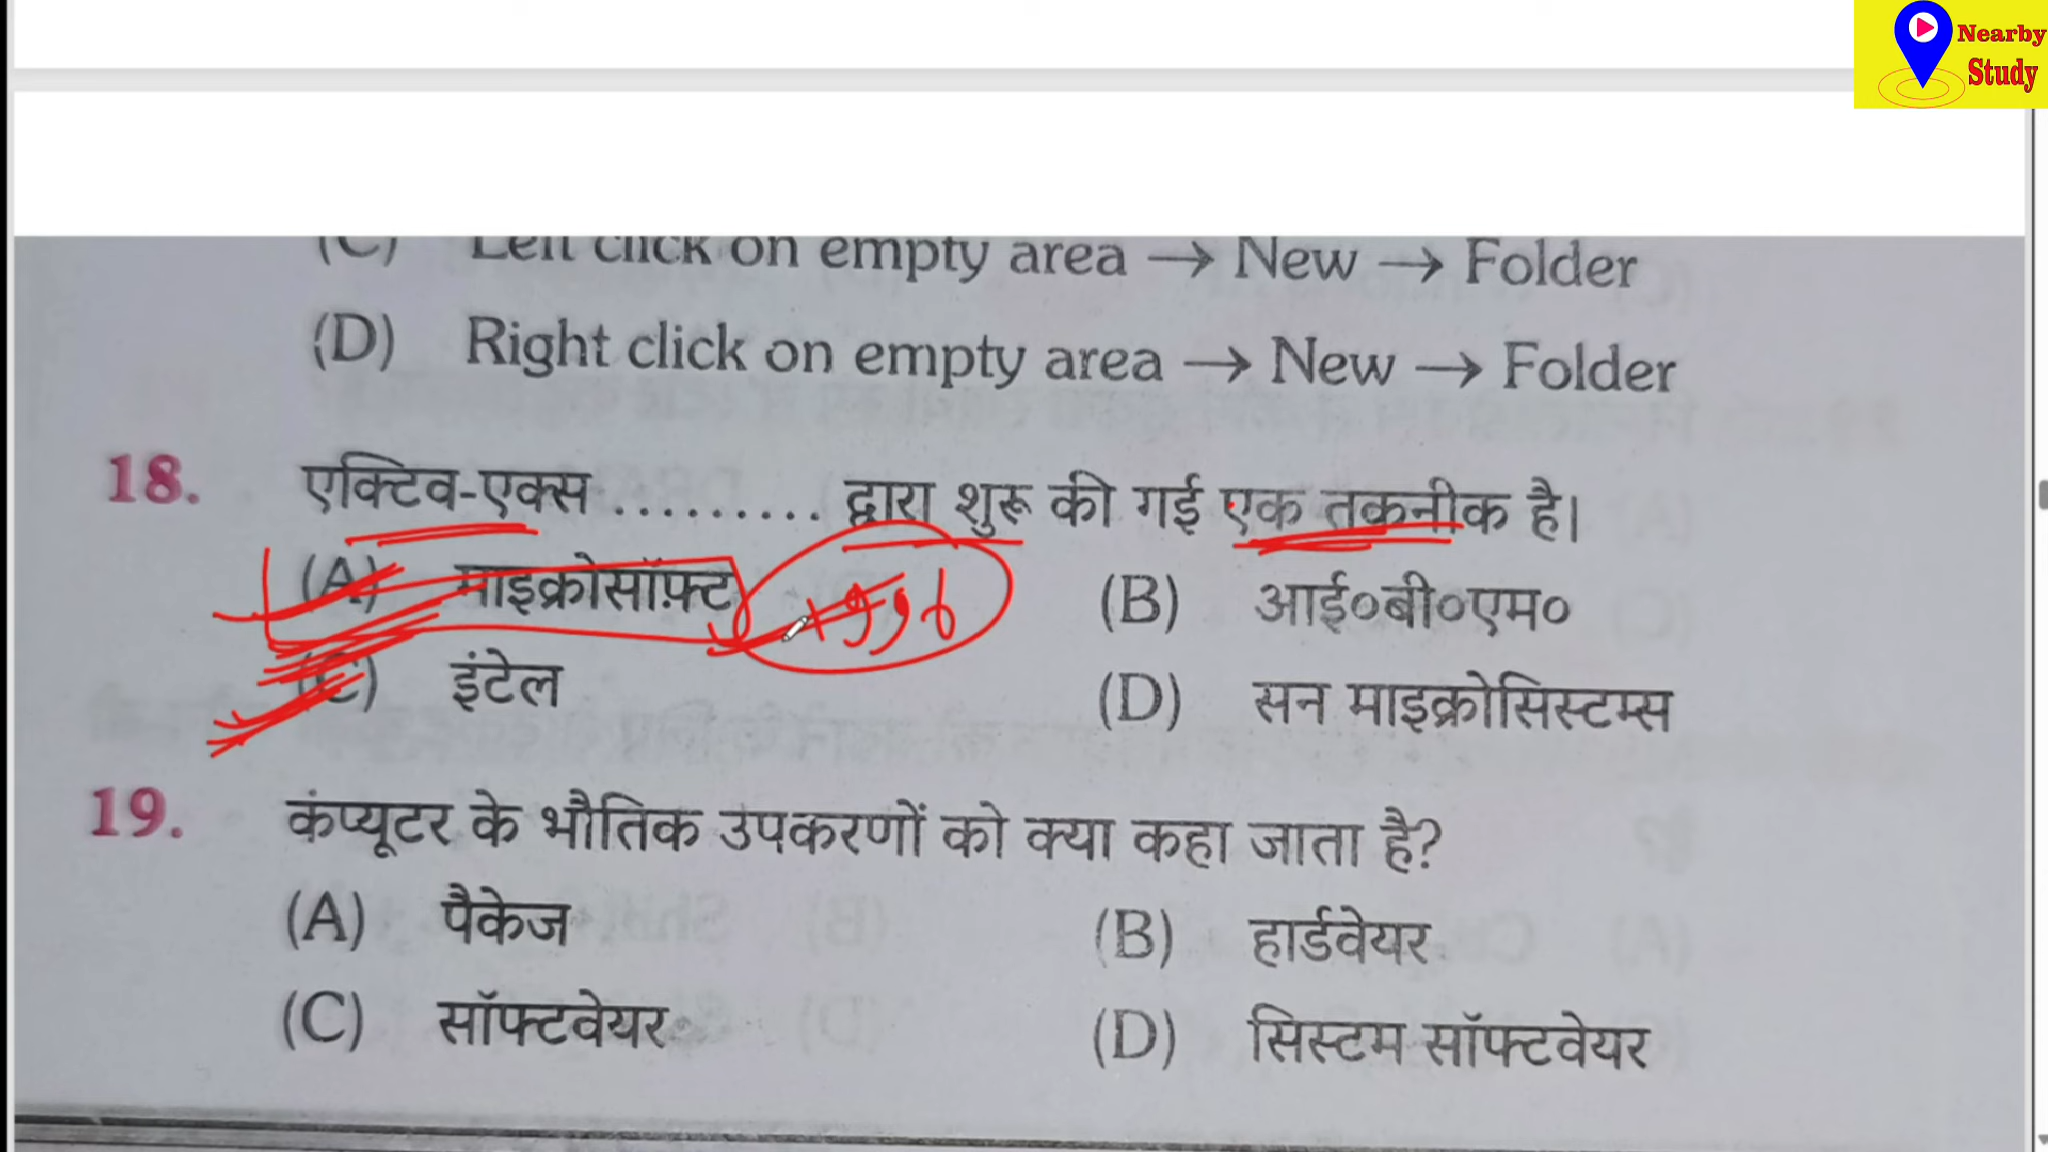 Nearby
Study
(C) Left click on empty area → New → Folder
(D) Right click on empty area → New → Folder
18. एक्टिव-एक्स ......... द्वारा शुरू की गई एक तकनीक है।
(A) माइक्रोसॉफ़्ट 1996 (B) आई०बी०एम०
(C) इंटेल (D) सन माइक्रोसिस्टम्स
19. कंप्यूटर के भौतिक उपकरणों को क्या कहा जाता है?
(A) पैकेज (B) हार्डवेयर
(C) सॉफ्टवेयर (D) सिस्टम सॉफ्टवेयर